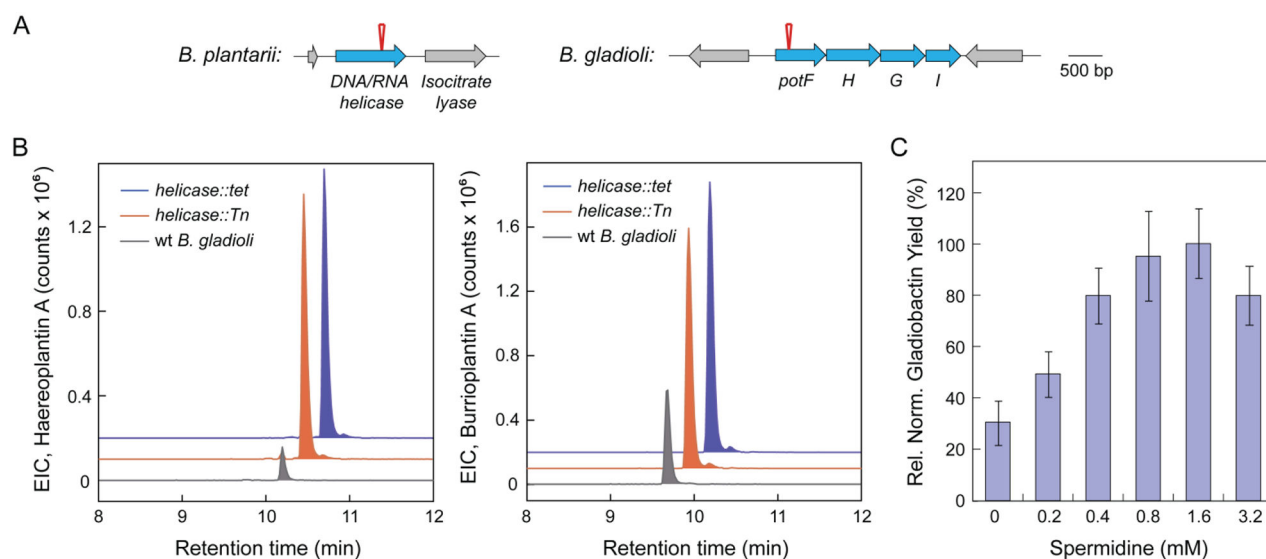 A
B. plantarii:
DNA/RNA
helicase
Isocitrate
lyase
B. gladioli:
potF
H
G
I
500 bp
B
EIC, Haereoplantin A (counts x 10⁶)
1.2
0.8
0.4
0
helicase::tet
helicase::Tn
wt B. gladioli
8
9
10
11
12
Retention time (min)
EIC, Burrioplantin A (counts x 10⁶)
1.6
1.2
0.8
0.4
0
helicase::tet
helicase::Tn
wt B. gladioli
8
9
10
11
12
Retention time (min)
C
Rel. Norm. Gladiobactin Yield (%)
120
100
80
60
40
20
0
0
0.2
0.4
0.8
1.6
3.2
Spermidine (mM)